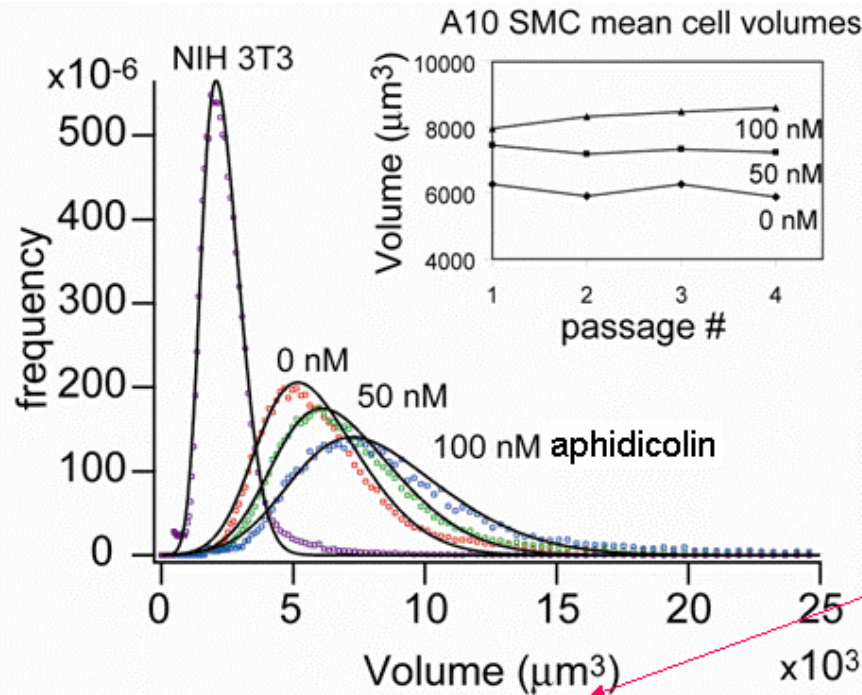 A10 SMC mean cell volumes
x10-6
NIH 3T3
500
400
300
200
100
0
frequency
0 nM
50 nM
100 nM aphidicolin
0
5
10
15
20
25
Volume (μm3)
x103
10000
8000
6000
4000
Volume (μm3)
100 nM
50 nM
0 nM
1
2
3
4
passage #